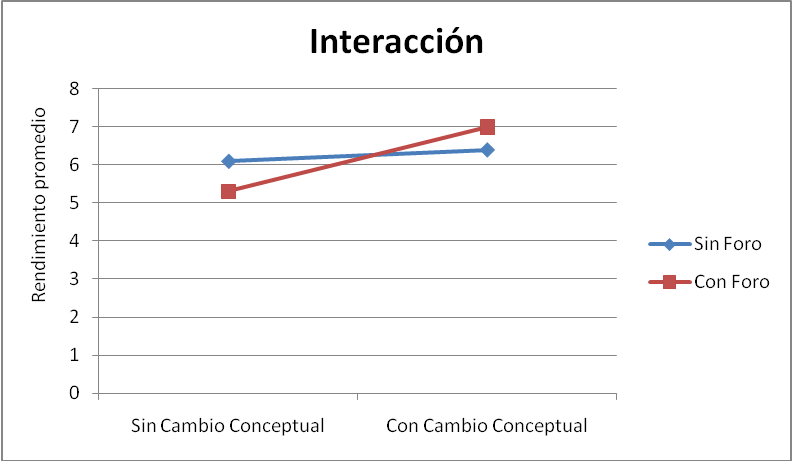 Interacción
Rendimiento promedio
8
7
6
5
4
3
2
1
0
Sin Cambio Conceptual
Con Cambio Conceptual
Sin Foro
Con Foro